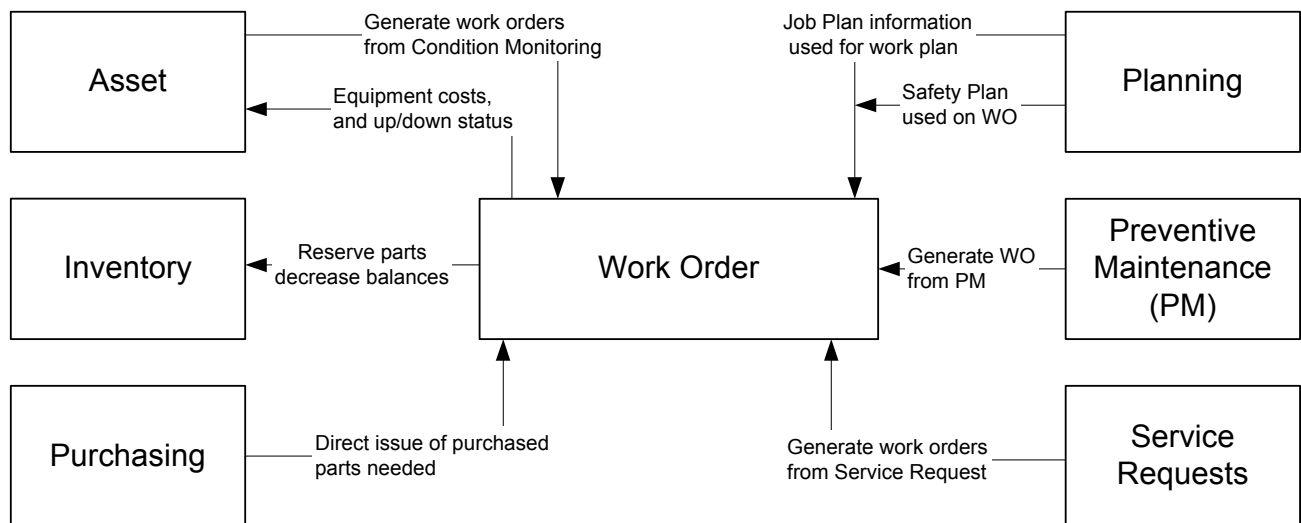 Asset
Generate work orders
from Condition Monitoring
Equipment costs,
and up/down status
Job Plan information
used for work plan
Safety Plan
used on WO
Planning
Inventory
Reserve parts
decrease balances
Work Order
Generate WO
from PM
Preventive
Maintenance
(PM)
Purchasing
Direct issue of purchased
parts needed
Generate work orders
from Service Request
Service
Requests